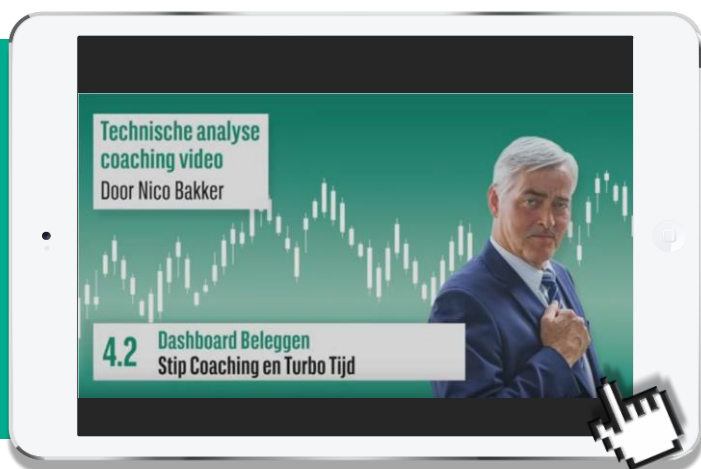 Technische analyse
coaching video
Door Nico Bakker
4.2
Dashboard Beleggen
Stip Coaching en Turbo Tijd